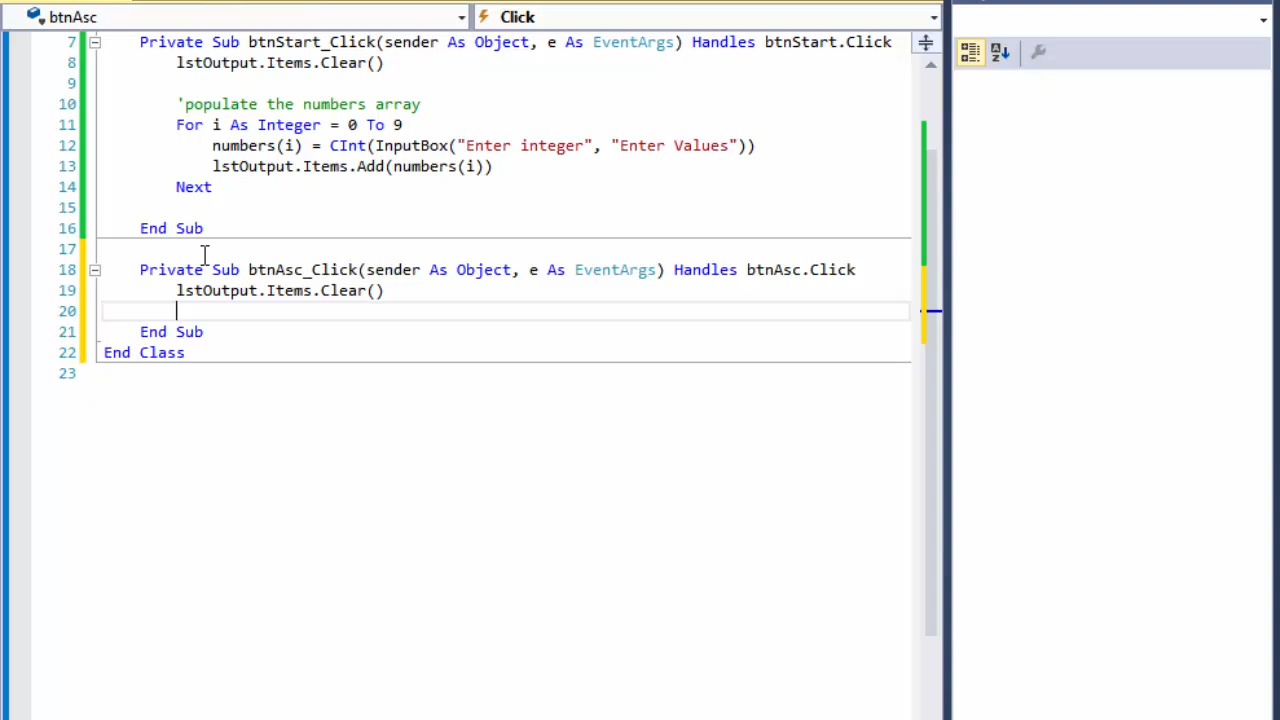 btnAsc Click
7 Private Sub btnStart_Click(sender As Object, e As EventArgs) Handles btnStart.Click
8 lstOutput.Items.Clear()
9
10 'populate the numbers array
11 For i As Integer = 0 To 9
12 numbers(i) = CInt(InputBox("Enter integer", "Enter Values"))
13 lstOutput.Items.Add(numbers(i))
14 Next
15
16 End Sub
17
18 Private Sub btnAsc_Click(sender As Object, e As EventArgs) Handles btnAsc.Click
19 lstOutput.Items.Clear()
20
21 End Sub
22 End Class
23